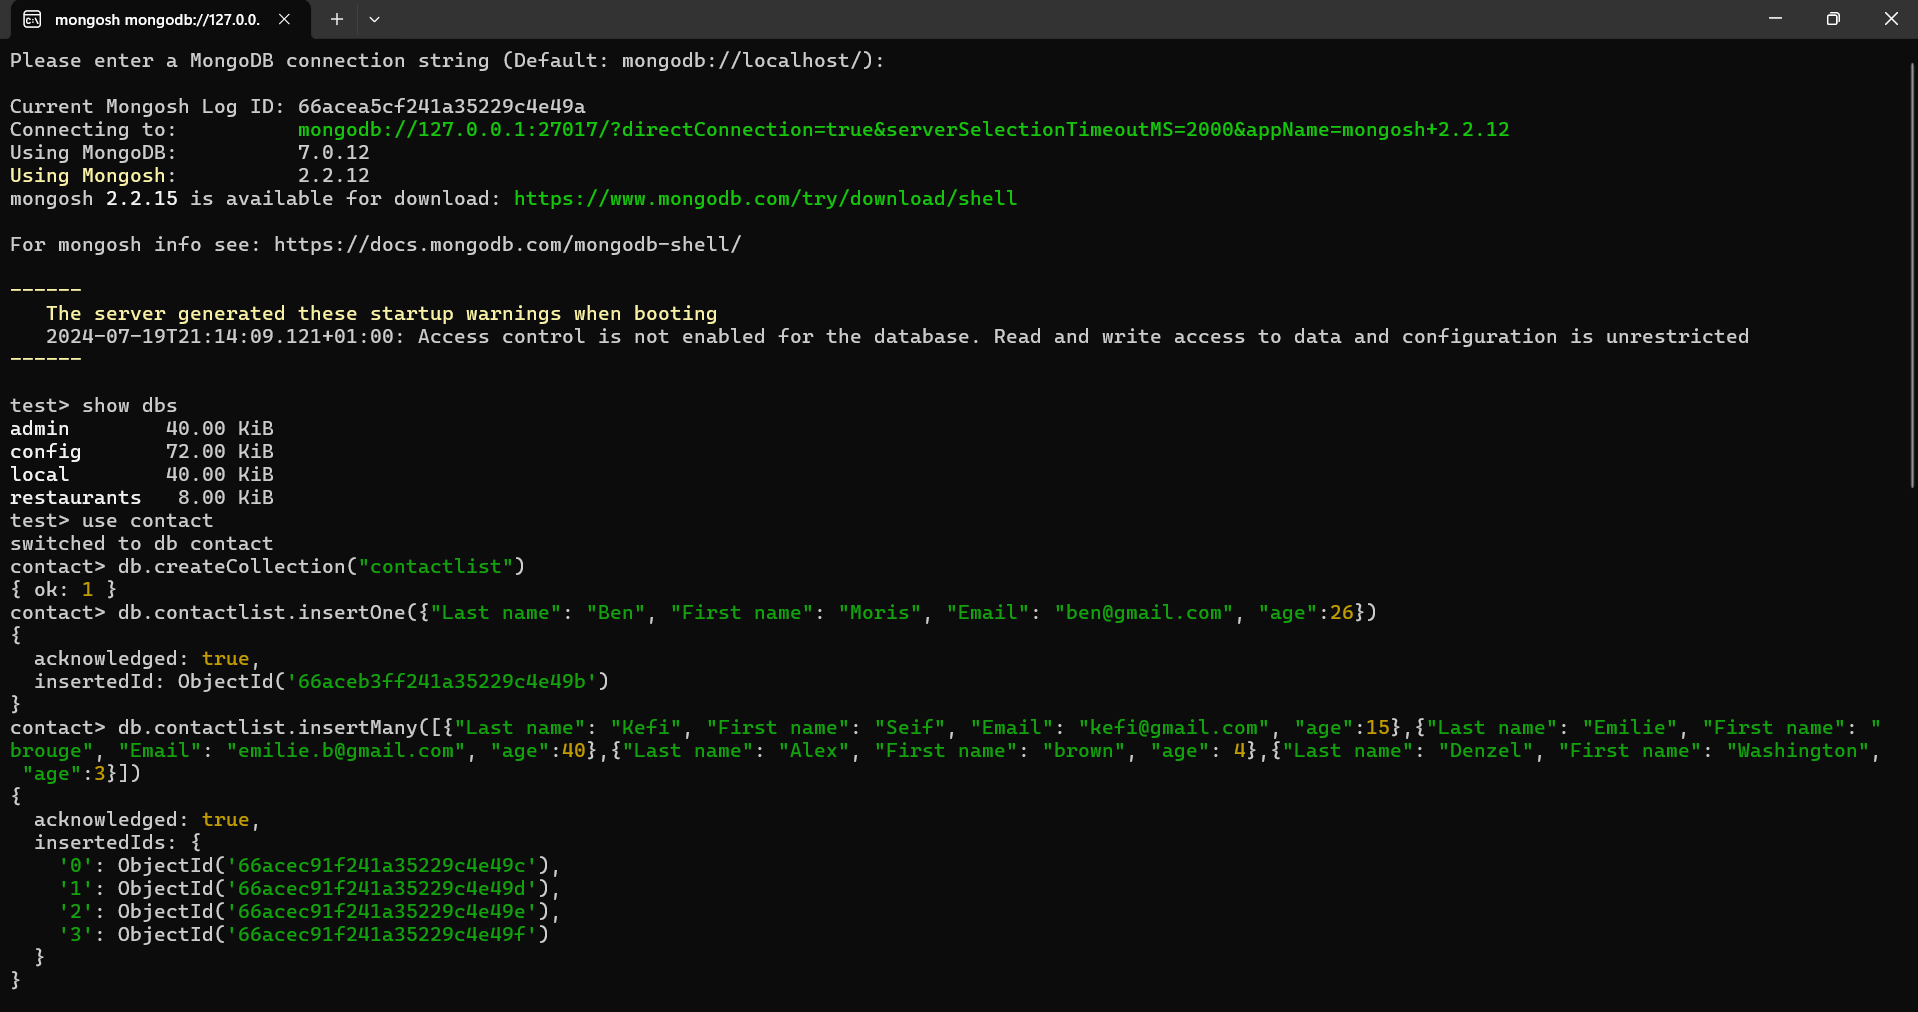 mongosh mongodb://127.0.0.
Please enter a MongoDB connection string (Default: mongodb://localhost/):
Current Mongosh Log ID: 66acea5cf241a35229c4e49a
Connecting to:          mongodb://127.0.0.1:27017/?directConnection=true&serverSelectionTimeoutMS=2000&appName=mongosh+2.2.12
Using MongoDB:          7.0.12
Using Mongosh:          2.2.12
mongosh 2.2.15 is available for download: https://www.mongodb.com/try/download/shell
For mongosh info see: https://docs.mongodb.com/mongodb-shell/
------
   The server generated these startup warnings when booting
   2024-07-19T21:14:09.121+01:00: Access control is not enabled for the database. Read and write access to data and configuration is unrestricted
------
test> show dbs
admin        40.00 KiB
config       72.00 KiB
local        40.00 KiB
restaurants   8.00 KiB
test> use contact
switched to db contact
contact> db.createCollection("contactlist")
{ ok: 1 }
contact> db.contactlist.insertOne({"Last name": "Ben", "First name": "Moris", "Email": "ben@gmail.com", "age":26})
{
  acknowledged: true,
  insertedId: ObjectId('66aceb3ff241a35229c4e49b')
}
contact> db.contactlist.insertMany([{"Last name": "Kefi", "First name": "Seif", "Email": "kefi@gmail.com", "age":15},{"Last name": "Emilie", "First name": "
brouge", "Email": "emilie.b@gmail.com", "age":40},{"Last name": "Alex", "First name": "brown", "age": 4},{"Last name": "Denzel", "First name": "Washington",
 "age":3}])
{
  acknowledged: true,
  insertedIds: {
    '0': ObjectId('66acec91f241a35229c4e49c'),
    '1': ObjectId('66acec91f241a35229c4e49d'),
    '2': ObjectId('66acec91f241a35229c4e49e'),
    '3': ObjectId('66acec91f241a35229c4e49f')
  }
}